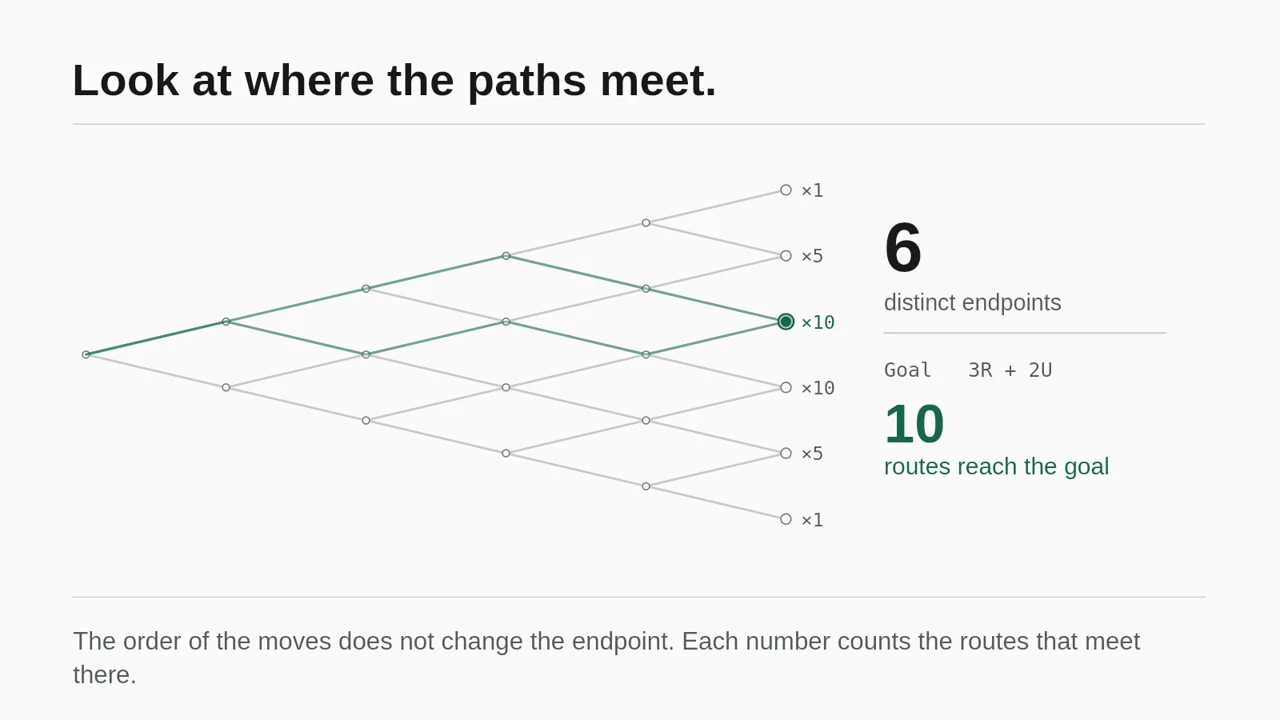 Look at where the paths meet.
×1
×5
×10
×10
×5
×1
6
distinct endpoints
Goal 3R + 2U
10
routes reach the goal
The order of the moves does not change the endpoint. Each number counts the routes that meet
there.